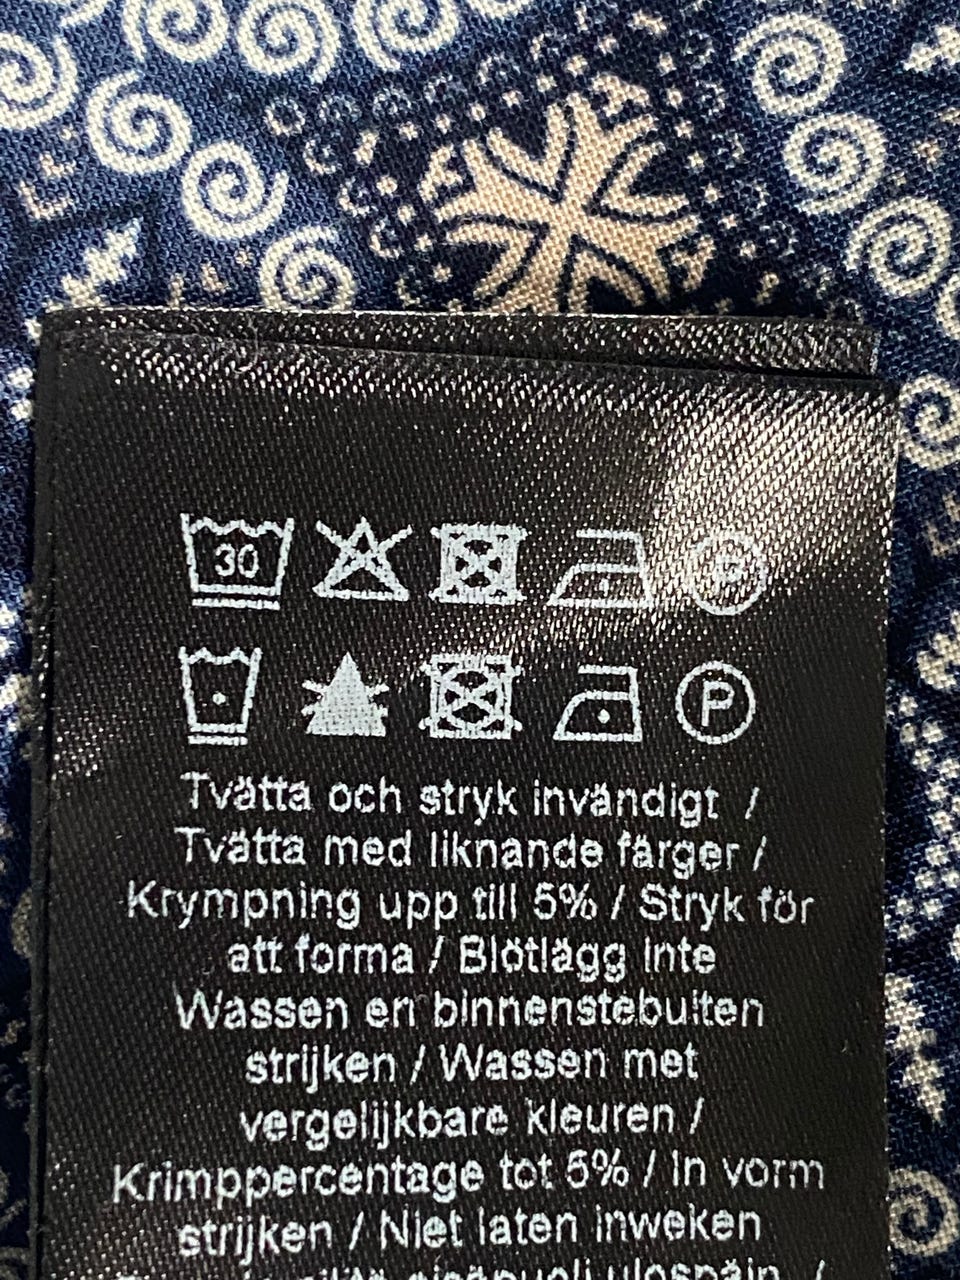 30
P
P
Tvätta och stryk invändigt /
Tvätta med liknande färger /
Krympning upp till 5% / Stryk för
att forma / Blötlägg inte
Wassen en binnenstebuiten
strijken / Wassen met
vergelijkbare kleuren /
Krimppercentage tot 5% / In vorm
strijken / Niet laten inweken